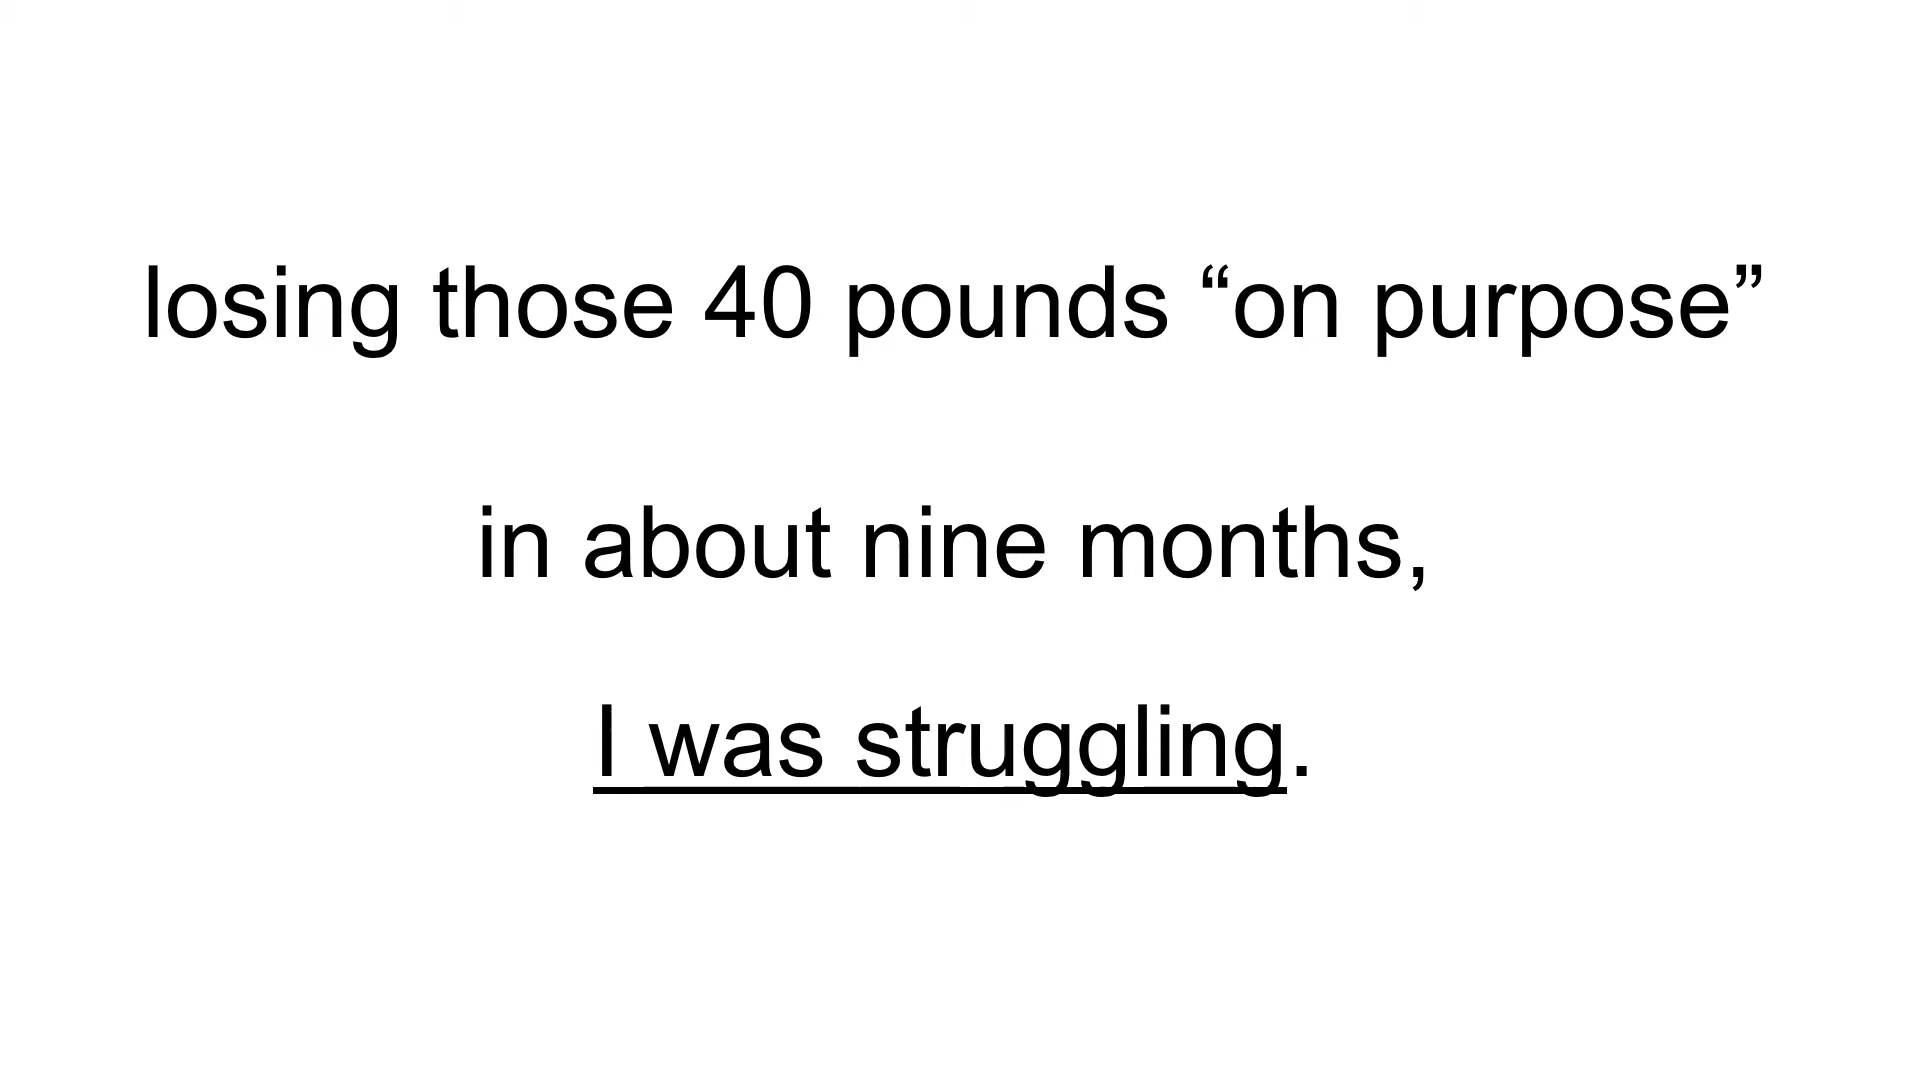 losing those 40 pounds “on purpose”
in about nine months,
I was struggling.